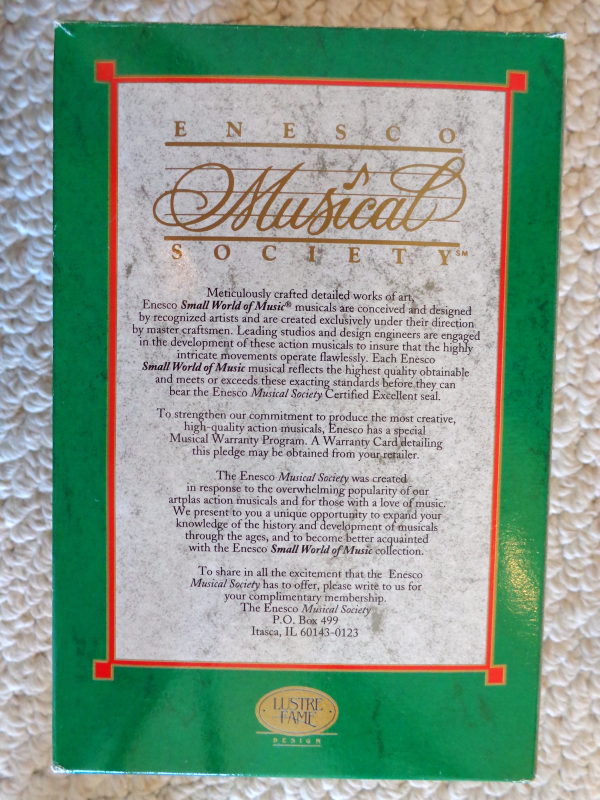 ENESCO
Musical
SOCIETY℠
Meticulously crafted detailed works of art,
Enesco Small World of Music® musicals are conceived and designed
by recognized artists and are created exclusively under their direction
by master craftsmen. Leading studios and design engineers are engaged
in the development of these action musicals to insure that the highly
intricate movements operate flawlessly. Each Enesco
Small World of Music musical reflects the highest quality obtainable
and meets or exceeds these exacting standards before they can
bear the Enesco Musical Society Certified Excellent seal.
To strengthen our commitment to produce the most creative,
high-quality action musicals, Enesco has a special
Musical Warranty Program. A Warranty Card detailing
this pledge may be obtained from your retailer.
The Enesco Musical Society was created
in response to the overwhelming popularity of our
artplas action musicals and for those with a love of music.
We present to you a unique opportunity to expand your
knowledge of the history and development of musicals
through the ages, and to become better acquainted
with the Enesco Small World of Music collection.
To share in all the excitement that the Enesco
Musical Society has to offer, please write to us for
your complimentary membership.
The Enesco Musical Society
P.O. Box 499
Itasca, IL 60143-0123
LUSTRE
FAME
DESIGN